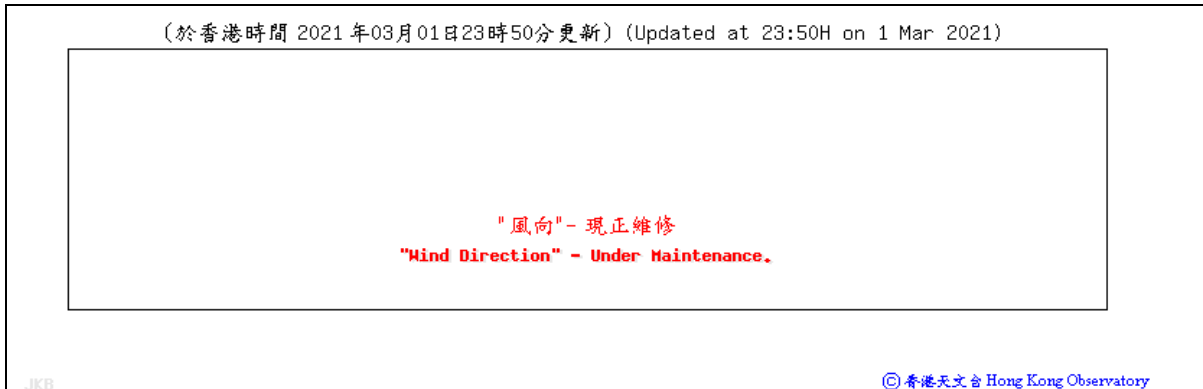 (於香港時間 2021 年03月01日23時50分更新) (Updated at 23:50H on 1 Mar 2021)
"風向"- 現正維修
"Wind Direction" - Under Maintenance.
JKB
© 香港天文台 Hong Kong Observatory